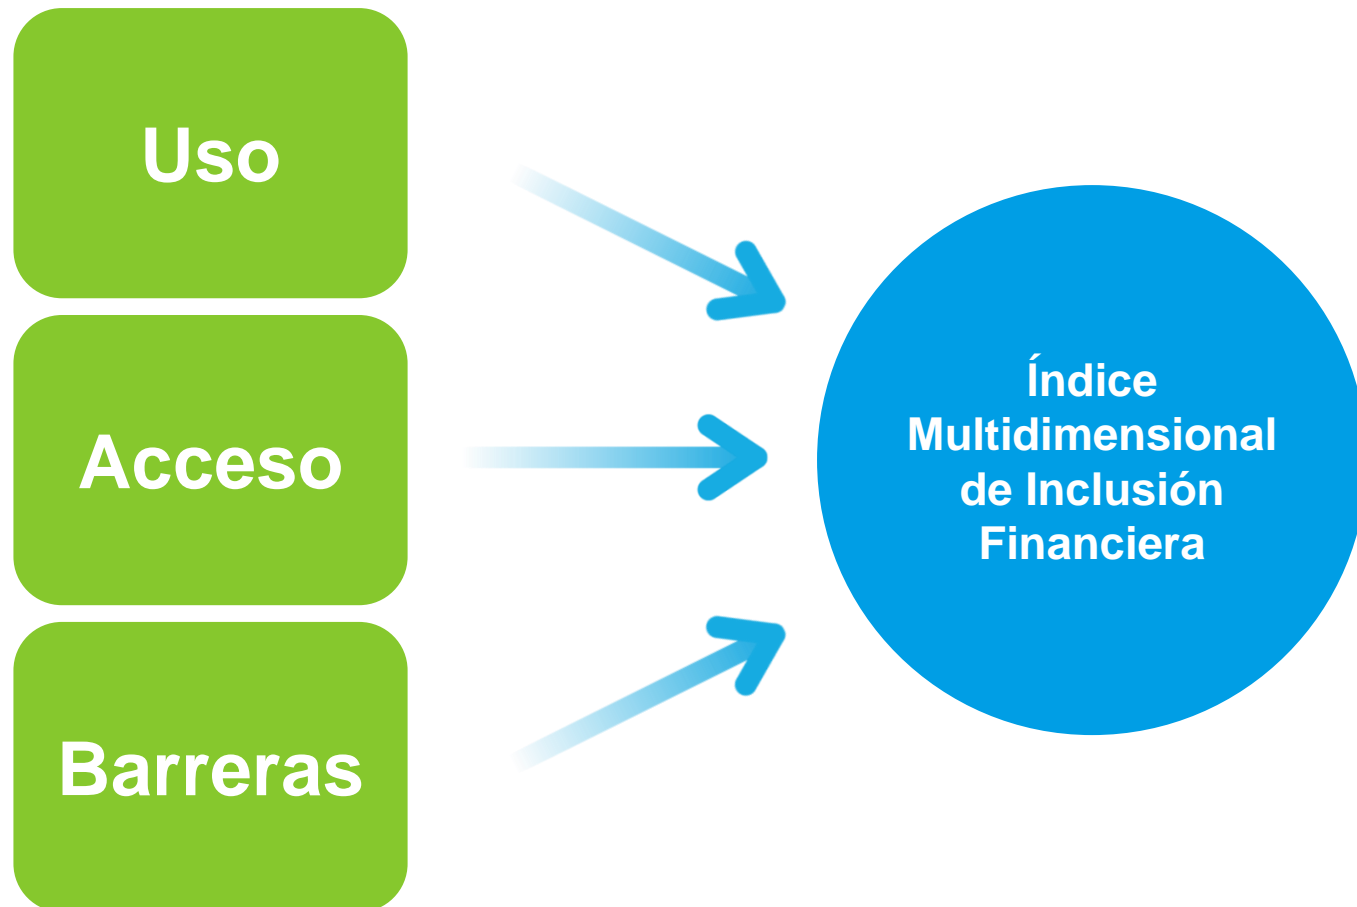 Uso
Acceso
Barreras
Índice
Multidimensional
de Inclusión
Financiera